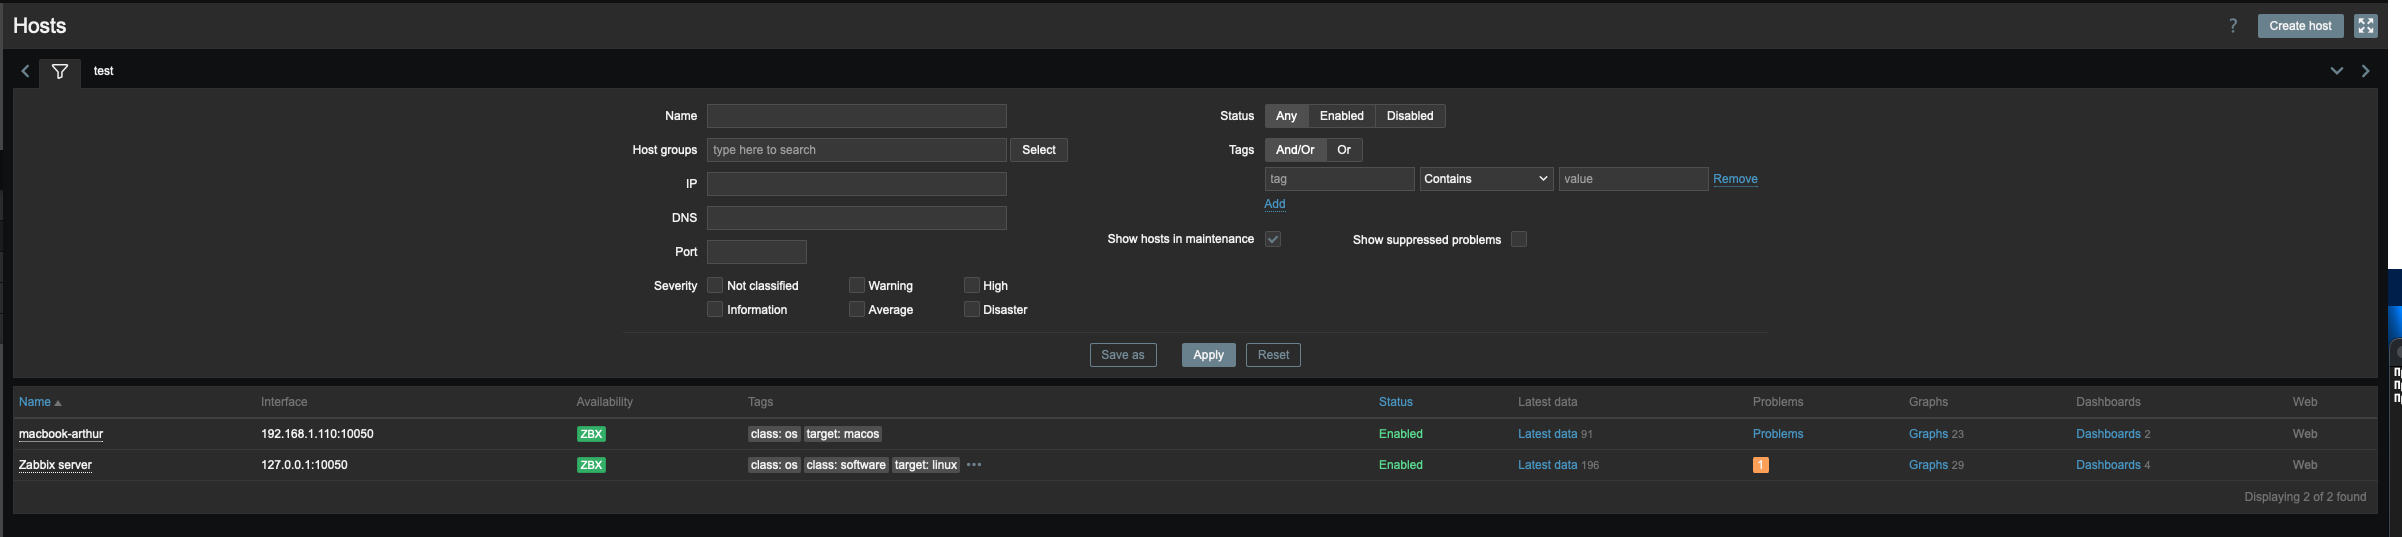 Hosts
? Create host
test
Name
Status Any Enabled Disabled
Host groups type here to search Select
Tags And/Or Or
IP
tag Contains value Remove
Add
DNS
Show hosts in maintenance Show suppressed problems
Port
Severity Not classified Warning High
Information Average Disaster
Save as Apply Reset
Name Interface Availability Tags Status Latest data Problems Graphs Dashboards Web
macbook-arthur 192.168.1.110:10050 ZBX class: os target: macos Enabled Latest data 91 Problems Graphs 23 Dashboards 2 Web
Zabbix server 127.0.0.1:10050 ZBX class: os class: software target: linux ••• Enabled Latest data 196 1 Graphs 29 Dashboards 4 Web
Displaying 2 of 2 found